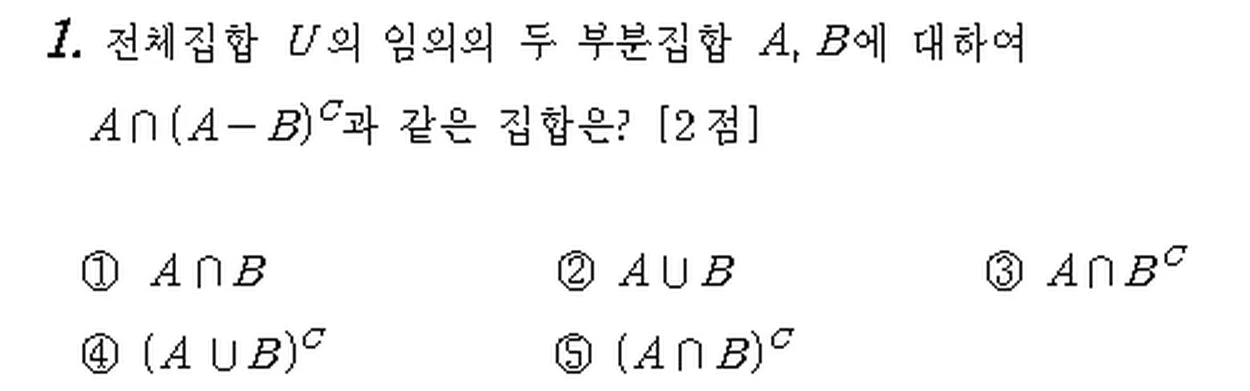 1. 전체집합 U의 임의의 두 부분집합 A, B에 대하여
A∩(A－B)^C과 같은 집합은? [2점]
① A∩B ② A∪B ③ A∩B^C
④ (A∪B)^C ⑤ (A∩B)^C